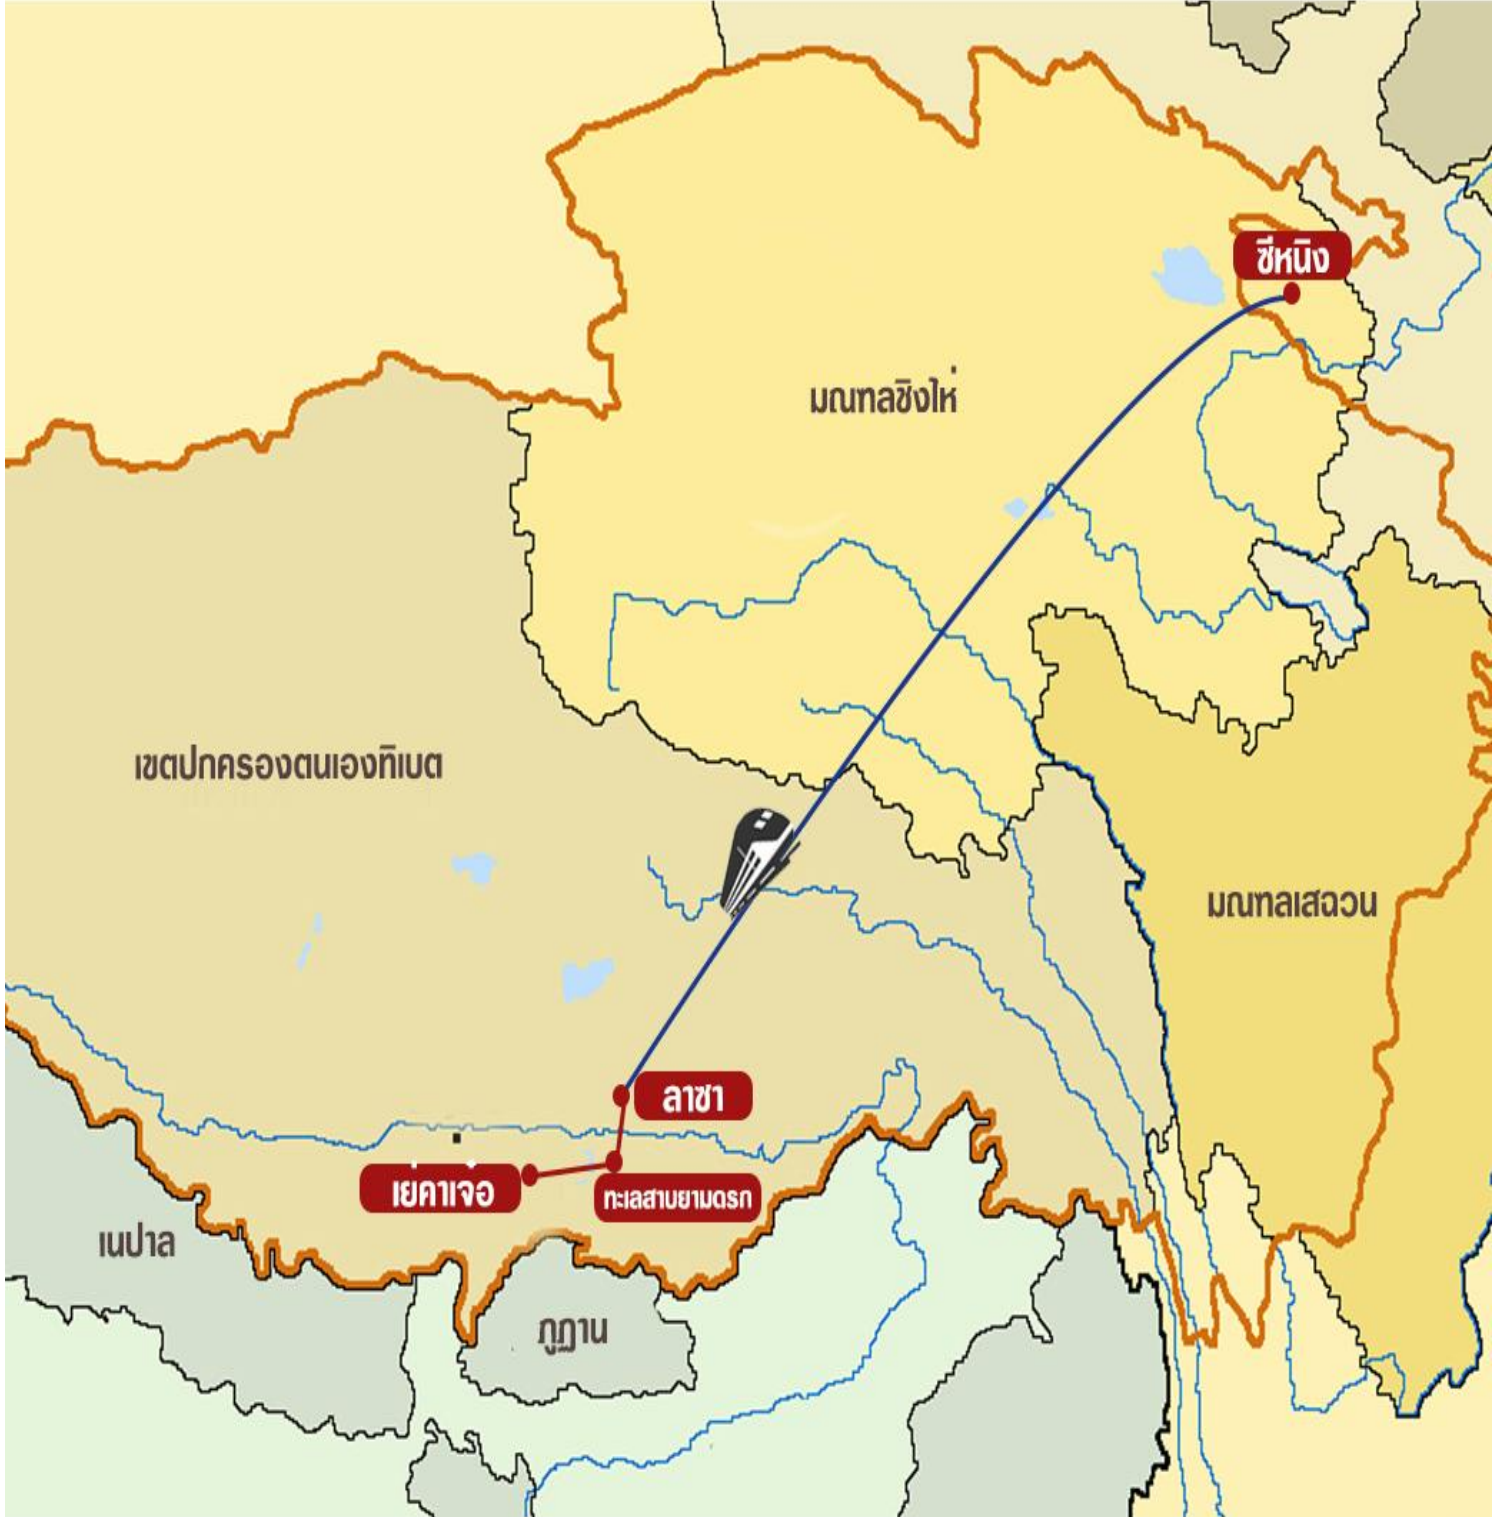 ซีหนิง
มณฑลชิงไห่
เขตปกครองตนเองทิเบต
มณฑลเสฉวน
ลาซา
เย่คาเจ๋อ
ทะเลสาบยามดรก
เนปาล
ภูฏาน